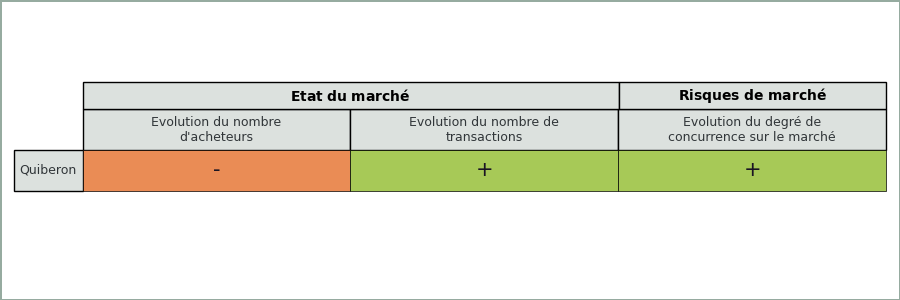 Etat du marché
Risques de marché
Evolution du nombre
d'acheteurs
Evolution du nombre de
transactions
Evolution du degré de
concurrence sur le marché
Quiberon
-
+
+